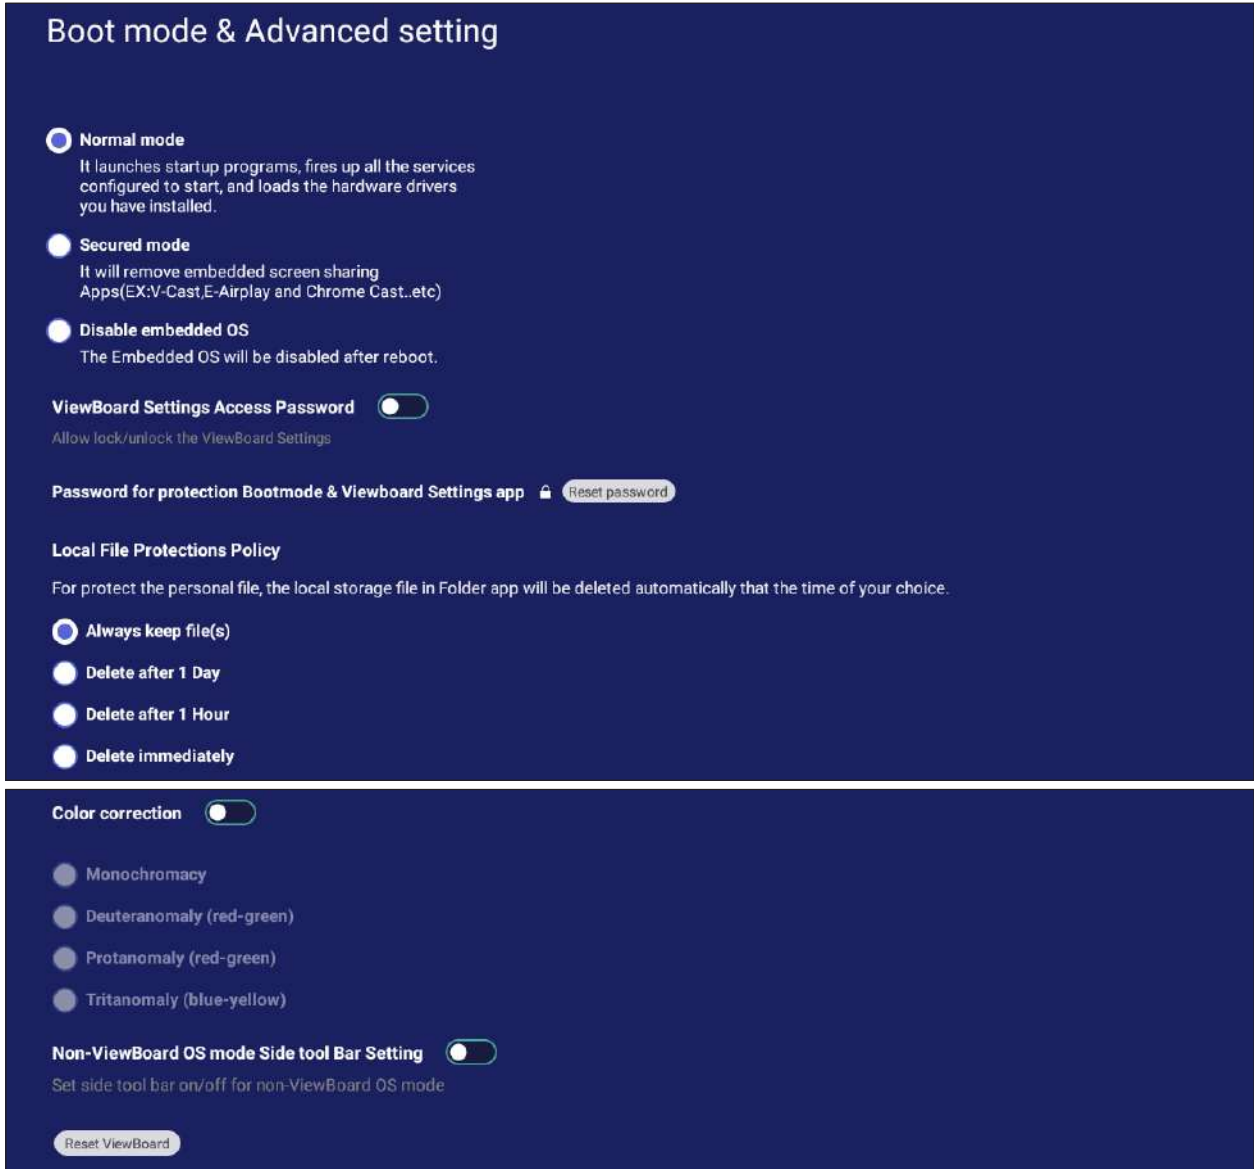 Boot mode & Advanced setting
Normal mode
It launches startup programs, fires up all the services
configured to start, and loads the hardware drivers
you have installed.
Secured mode
It will remove embedded screen sharing
Apps(EX:V-Cast,E-Airplay and Chrome Cast..etc)
Disable embedded OS
The Embedded OS will be disabled after reboot.
ViewBoard Settings Access Password
Allow lock/unlock the ViewBoard Settings
Password for protection Bootmode & Viewboard Settings app Reset password
Local File Protections Policy
For protect the personal file, the local storage file in Folder app will be deleted automatically that the time of your choice.
Always keep file(s)
Delete after 1 Day
Delete after 1 Hour
Delete immediately
Color correction
Monochromacy
Deuteranomaly (red-green)
Protanomaly (red-green)
Tritanomaly (blue-yellow)
Non-ViewBoard OS mode Side tool Bar Setting
Set side tool bar on/off for non-ViewBoard OS mode
Reset ViewBoard